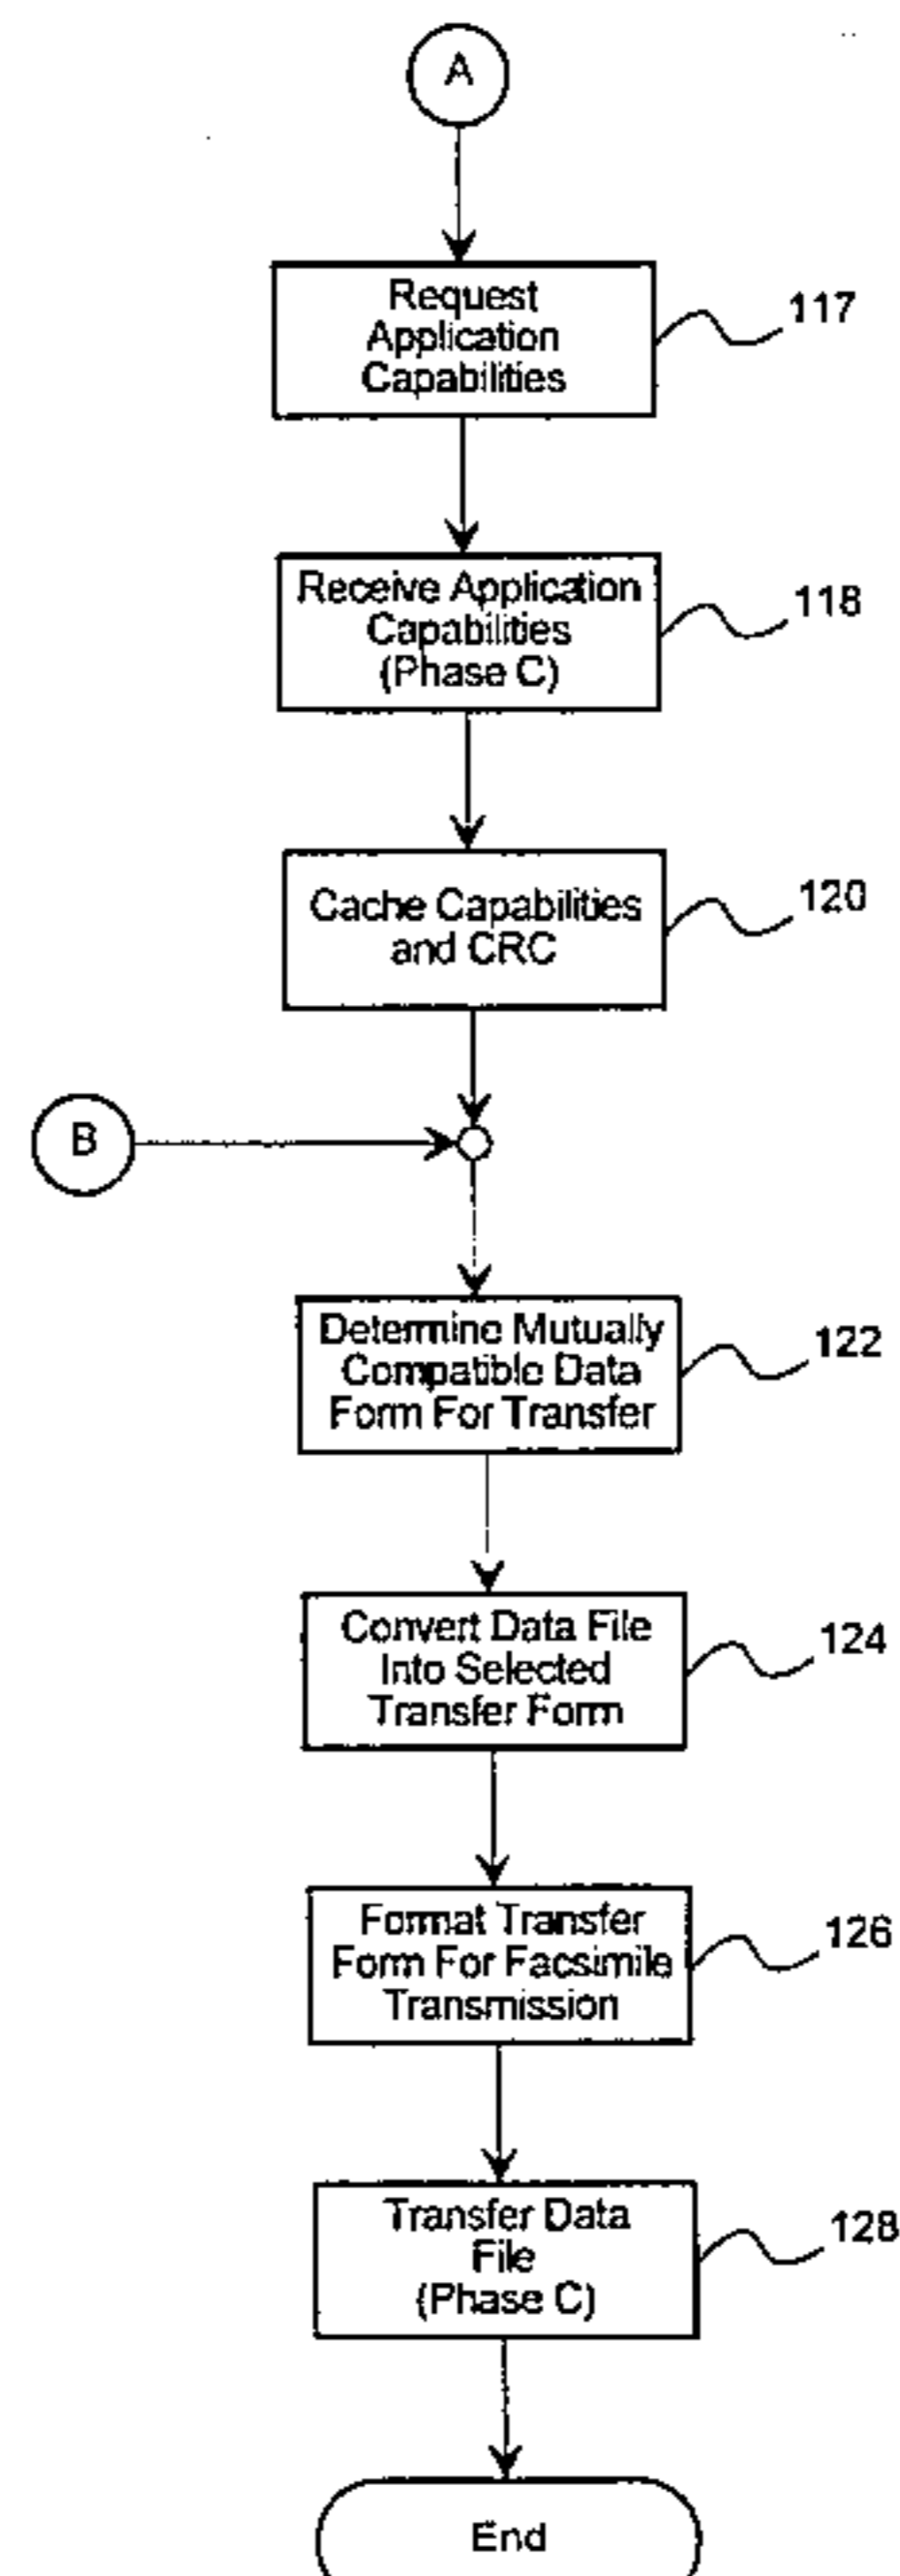 A
Request
Application
Capabilities
117
Receive Application
Capabilities
(Phase C)
118
Cache Capabilities
and CRC
120
B
Determine Mutually
Compatible Data
Form For Transfer
122
Convert Data File
Into Selected
Transfer Form
124
Format Transfer
Form For Facsimile
Transmission
126
Transfer Data
File
(Phase C)
128
End